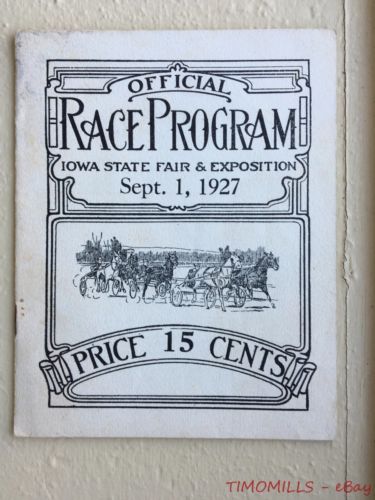 OFFICIAL
RACE PROGRAM
IOWA STATE FAIR & EXPOSITION
Sept. 1, 1927
PRICE 15 CENTS
TIMOMILLS - eBay